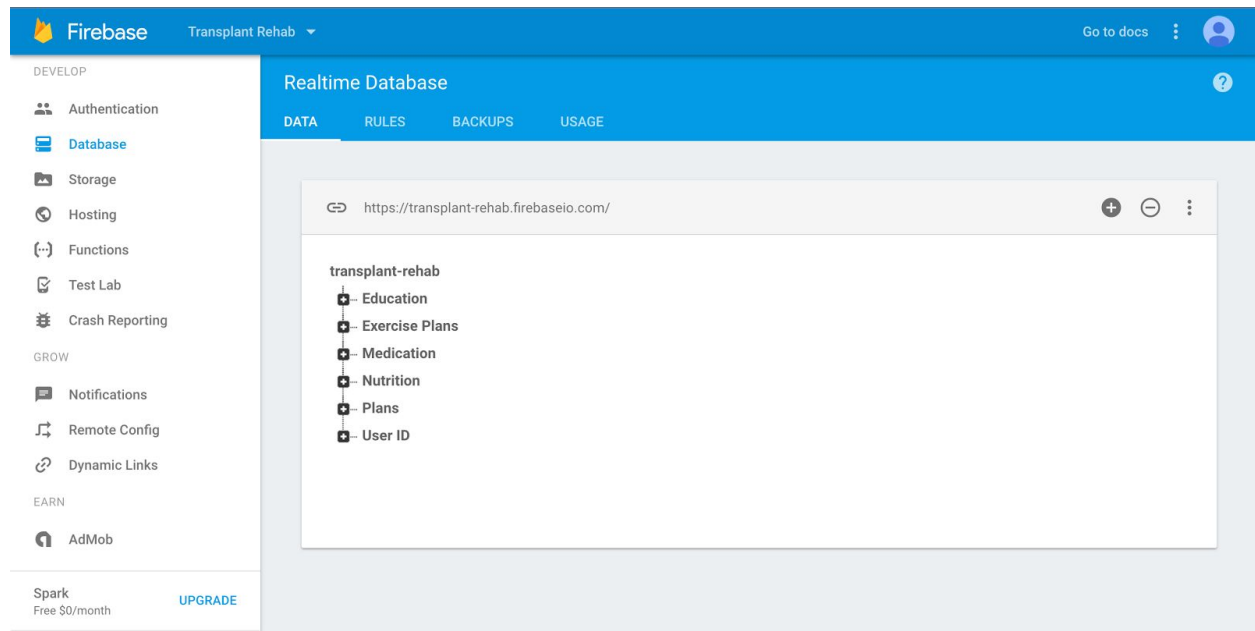 Firebase
Transplant Rehab
Go to docs
DEVELOP
Authentication
Database
Storage
Hosting
Functions
Test Lab
Crash Reporting
GROW
Notifications
Remote Config
Dynamic Links
EARN
AdMob
Spark
Free $0/month
UPGRADE
Realtime Database
?
DATA RULES BACKUPS USAGE
https://transplant-rehab.firebaseio.com/
transplant-rehab
Education
Exercise Plans
Medication
Nutrition
Plans
User ID